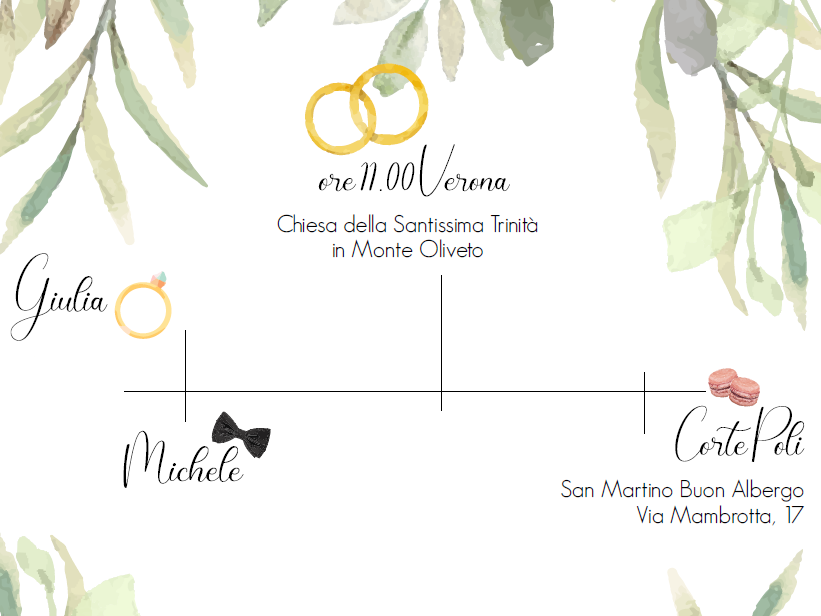 ore 11.00 Verona
Chiesa della Santissima Trinità
in Monte Oliveto
Giulia
Michele
Corte Poli
San Martino Buon Albergo
Via Mambrotta, 17